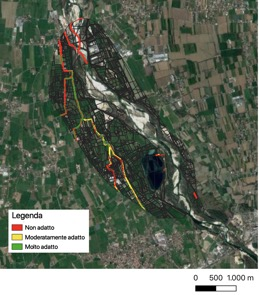 Legenda
Non adatto
Moderatamente adatto
Molto adatto
0 500 1.000 m